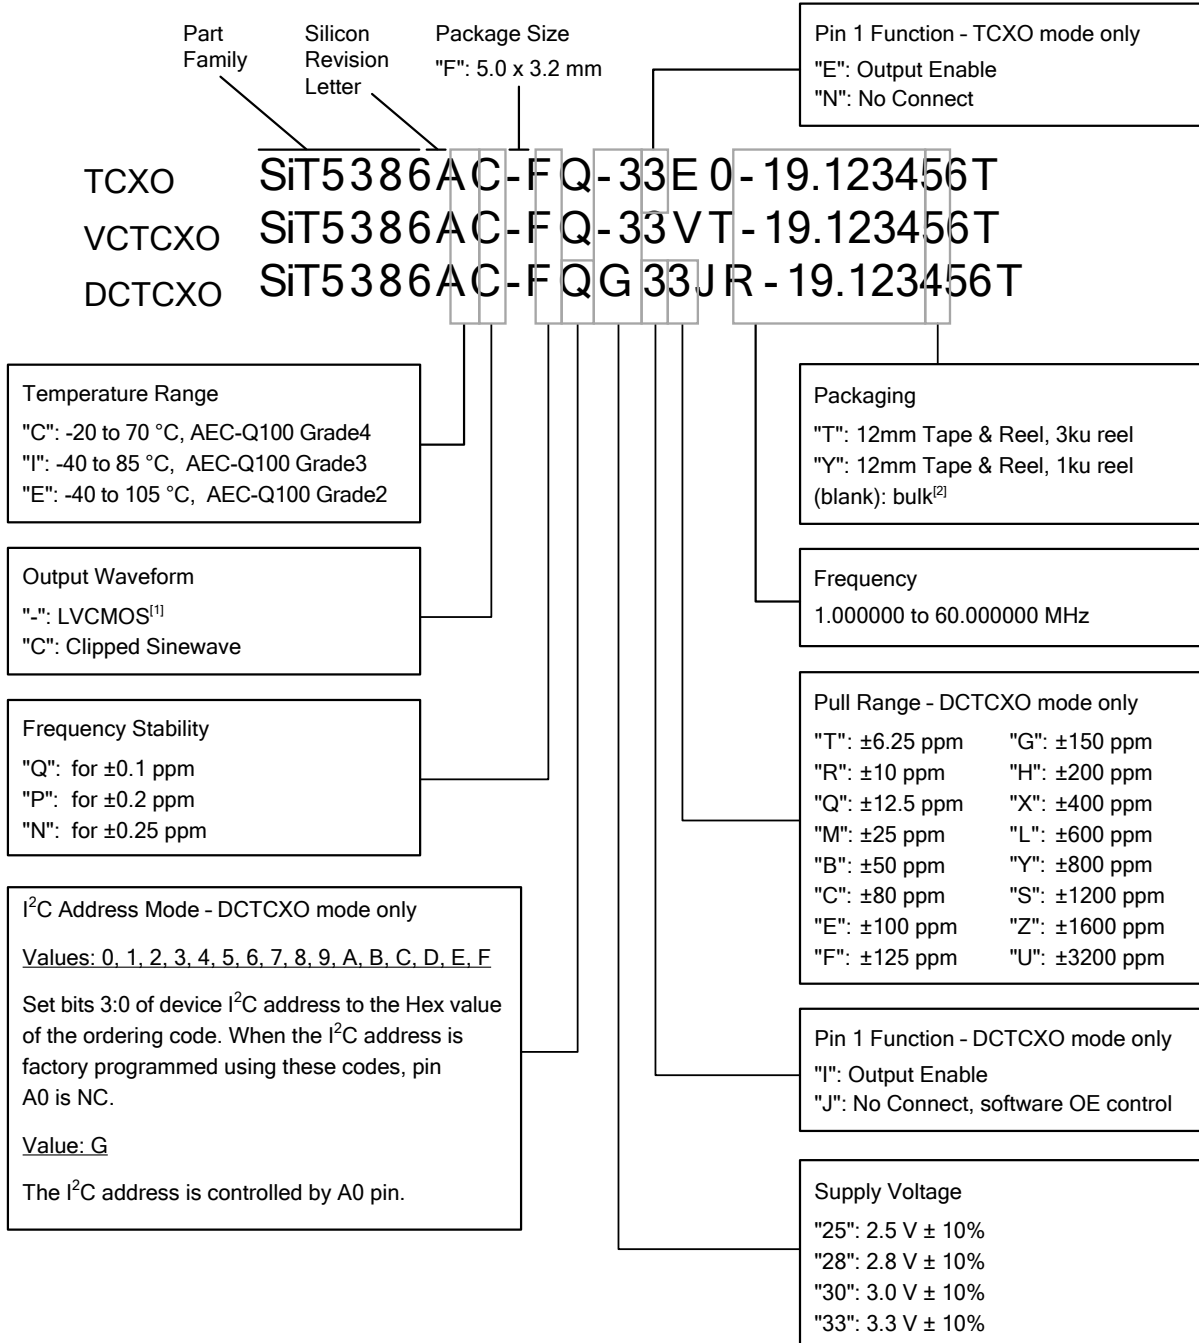 Part
Family
Silicon
Revision
Letter
Package Size
"F": 5.0 x 3.2 mm
Pin 1 Function - TCXO mode only
"E": Output Enable
"N": No Connect
TCXO SiT5386AC-FQ-33E0-19.123456T
VCTCXO SiT5386AC-FQ-33VT-19.123456T
DCTCXO SiT5386AC-FQG33JR-19.123456T
Temperature Range
"C": -20 to 70 °C, AEC-Q100 Grade4
"I": -40 to 85 °C, AEC-Q100 Grade3
"E": -40 to 105 °C, AEC-Q100 Grade2
Output Waveform
"-": LVCMOS[1]
"C": Clipped Sinewave
Frequency Stability
"Q": for ±0.1 ppm
"P": for ±0.2 ppm
"N": for ±0.25 ppm
I²C Address Mode - DCTCXO mode only
Values: 0, 1, 2, 3, 4, 5, 6, 7, 8, 9, A, B, C, D, E, F
Set bits 3:0 of device I²C address to the Hex value
of the ordering code. When the I²C address is
factory programmed using these codes, pin
A0 is NC.
Value: G
The I²C address is controlled by A0 pin.
Packaging
"T": 12mm Tape & Reel, 3ku reel
"Y": 12mm Tape & Reel, 1ku reel
(blank): bulk[2]
Frequency
1.000000 to 60.000000 MHz
Pull Range - DCTCXO mode only
"T": ±6.25 ppm "G": ±150 ppm
"R": ±10 ppm "H": ±200 ppm
"Q": ±12.5 ppm "X": ±400 ppm
"M": ±25 ppm "L": ±600 ppm
"B": ±50 ppm "Y": ±800 ppm
"C": ±80 ppm "S": ±1200 ppm
"E": ±100 ppm "Z": ±1600 ppm
"F": ±125 ppm "U": ±3200 ppm
Pin 1 Function - DCTCXO mode only
"I": Output Enable
"J": No Connect, software OE control
Supply Voltage
"25": 2.5 V ± 10%
"28": 2.8 V ± 10%
"30": 3.0 V ± 10%
"33": 3.3 V ± 10%